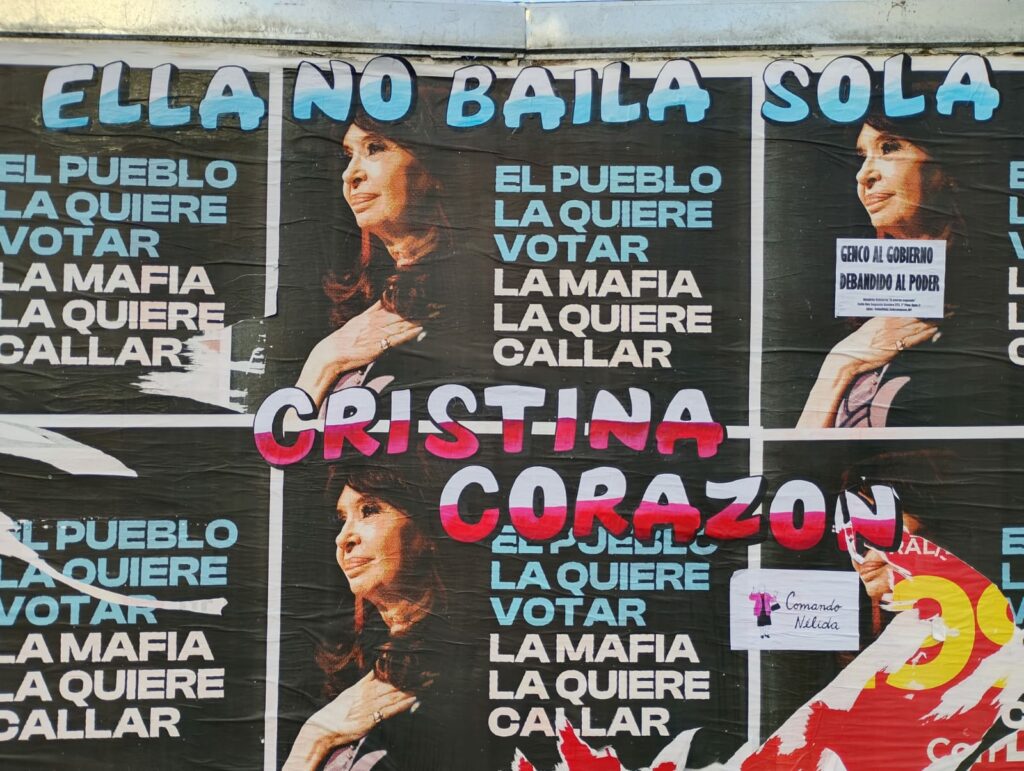 ELLA NO BAILA SOLA
EL PUEBLO
LA QUIERE
VOTAR
LA MAFIA
LA QUIERE
CALLAR
EL PUEBLO
LA QUIERE
VOTAR
LA MAFIA
LA QUIERE
CALLAR
GENCO AL GOBIERNO
DEBANDIDO AL PODER
CRISTINA
CORAZON
EL PUEBLO
LA QUIERE
VOTAR
LA MAFIA
LA QUIERE
CALLAR
EL PUEBLO
LA QUIERE
VOTAR
LA MAFIA
LA QUIERE
CALLAR
Comando
Nélida